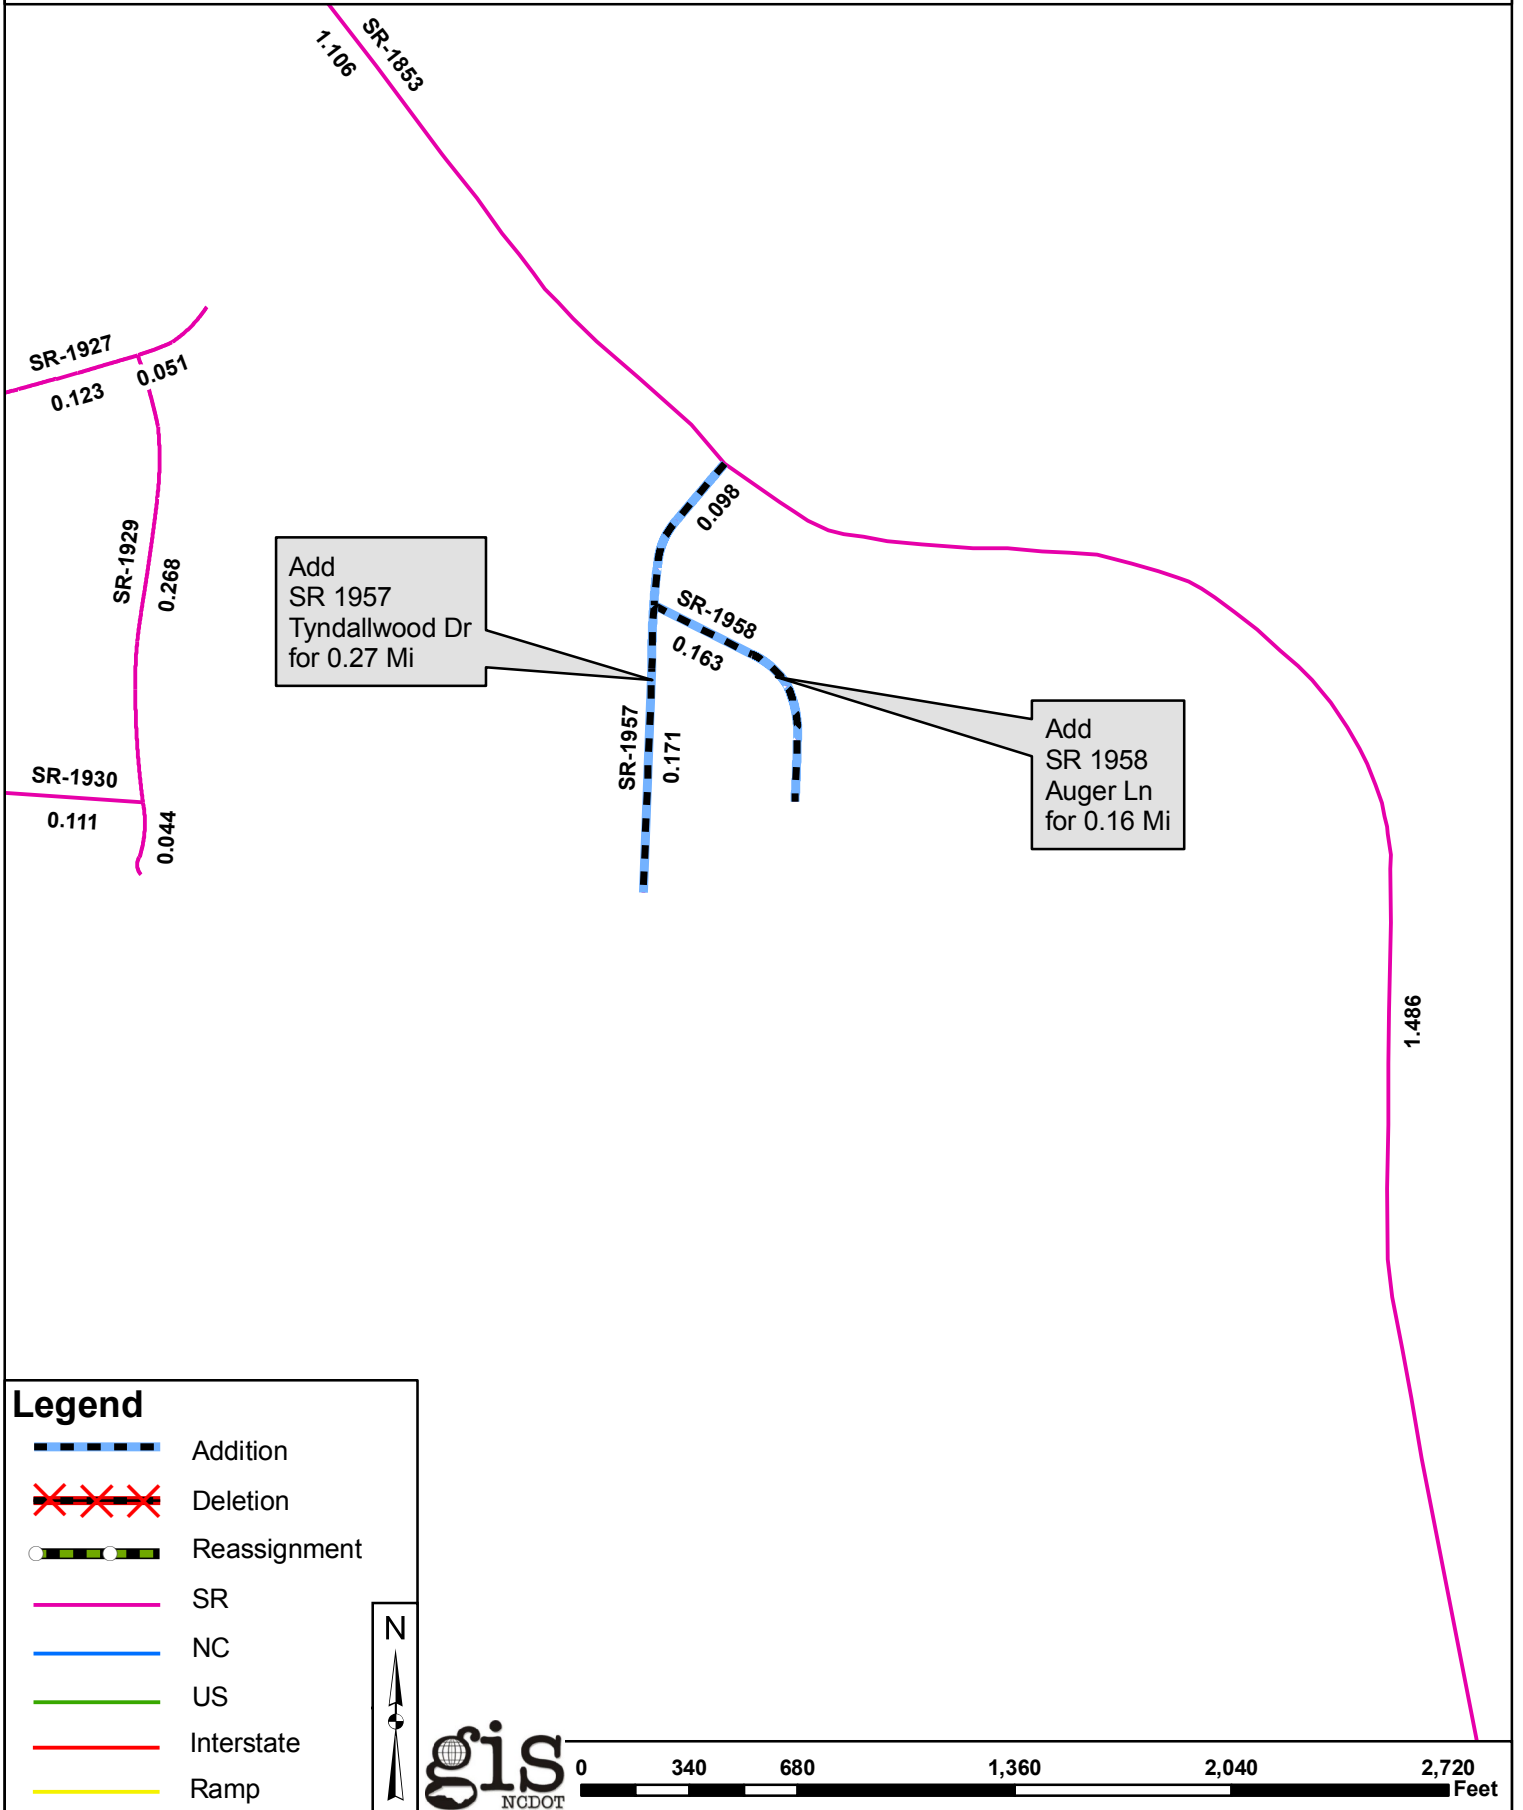 SR-1853
1.106
SR-1927
0.051
0.123
0.098
SR-1929
0.268
Add
SR 1957
Tyndallwood Dr
for 0.27 Mi
SR-1958
0.163
SR-1957
0.171
Add
SR 1958
Auger Ln
for 0.16 Mi
SR-1930
0.111
0.044
1.486
Legend
Addition
Deletion
Reassignment
SR
NC
US
Interstate
Ramp
N
gis
NCDOT
0 340 680 1,360 2,040 2,720
Feet